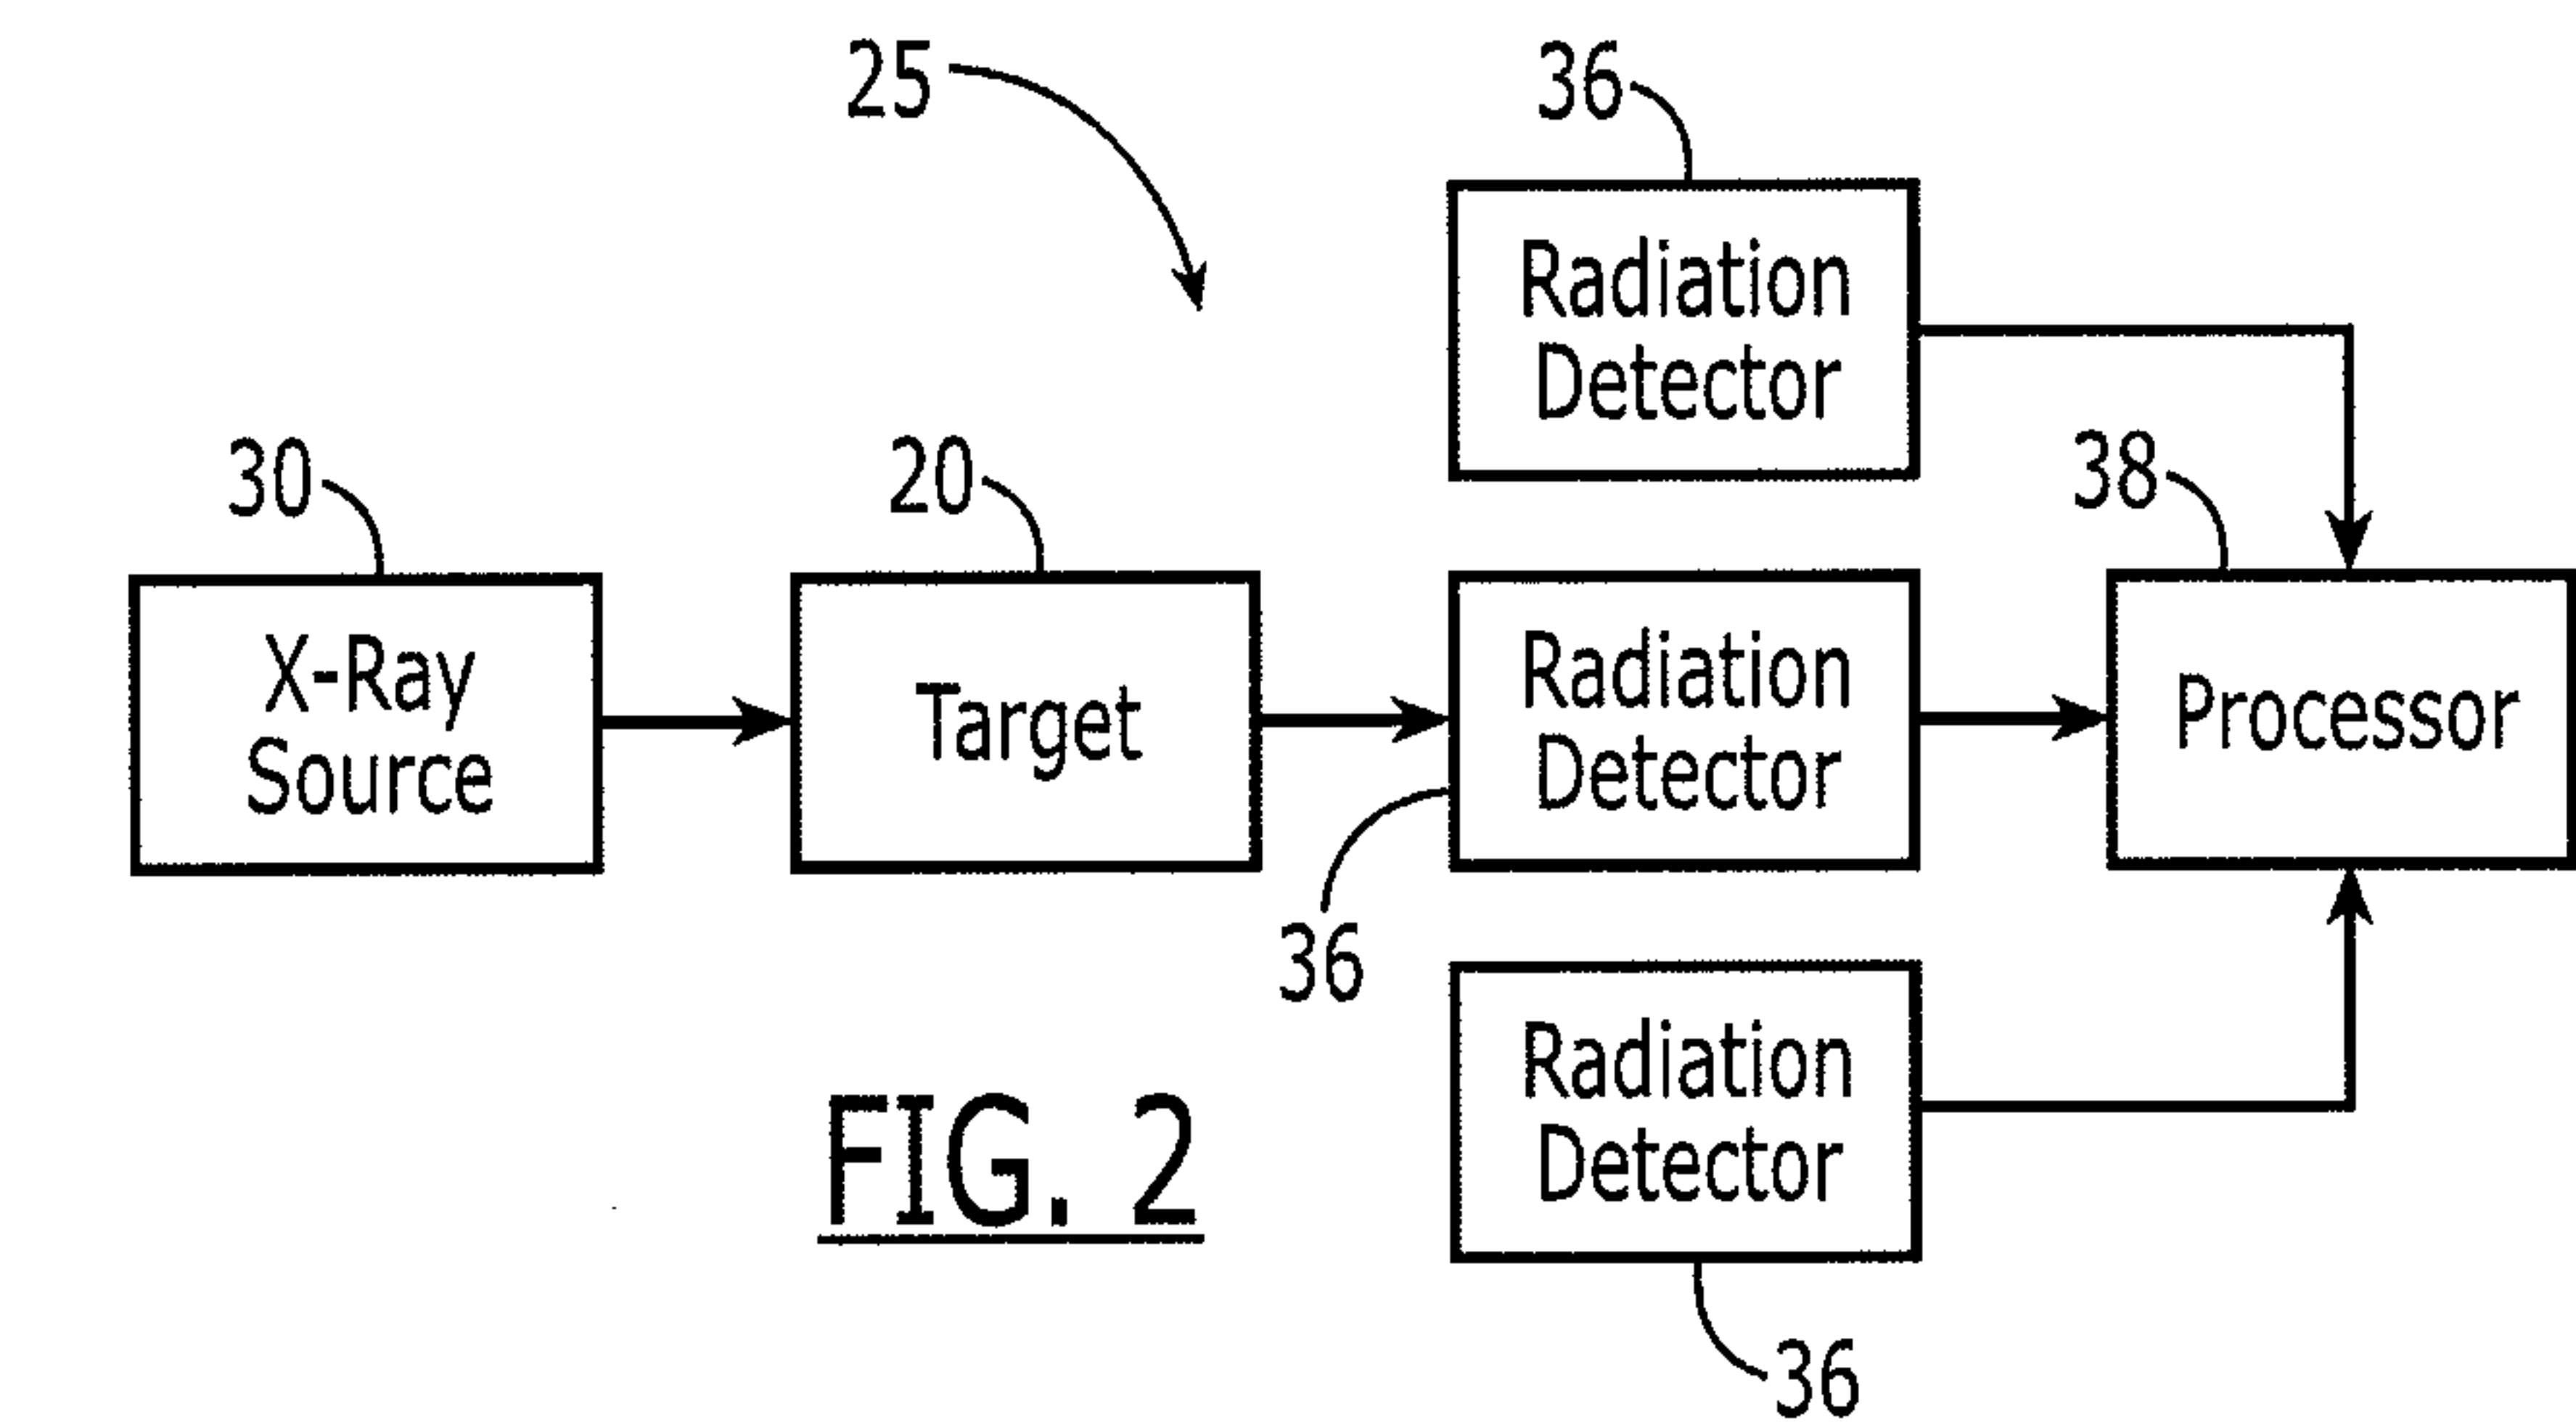 25
36
Radiation
Detector
30
20
38
X-Ray
Source
Target
Radiation
Detector
Processor
36
Radiation
Detector
FIG. 2
36